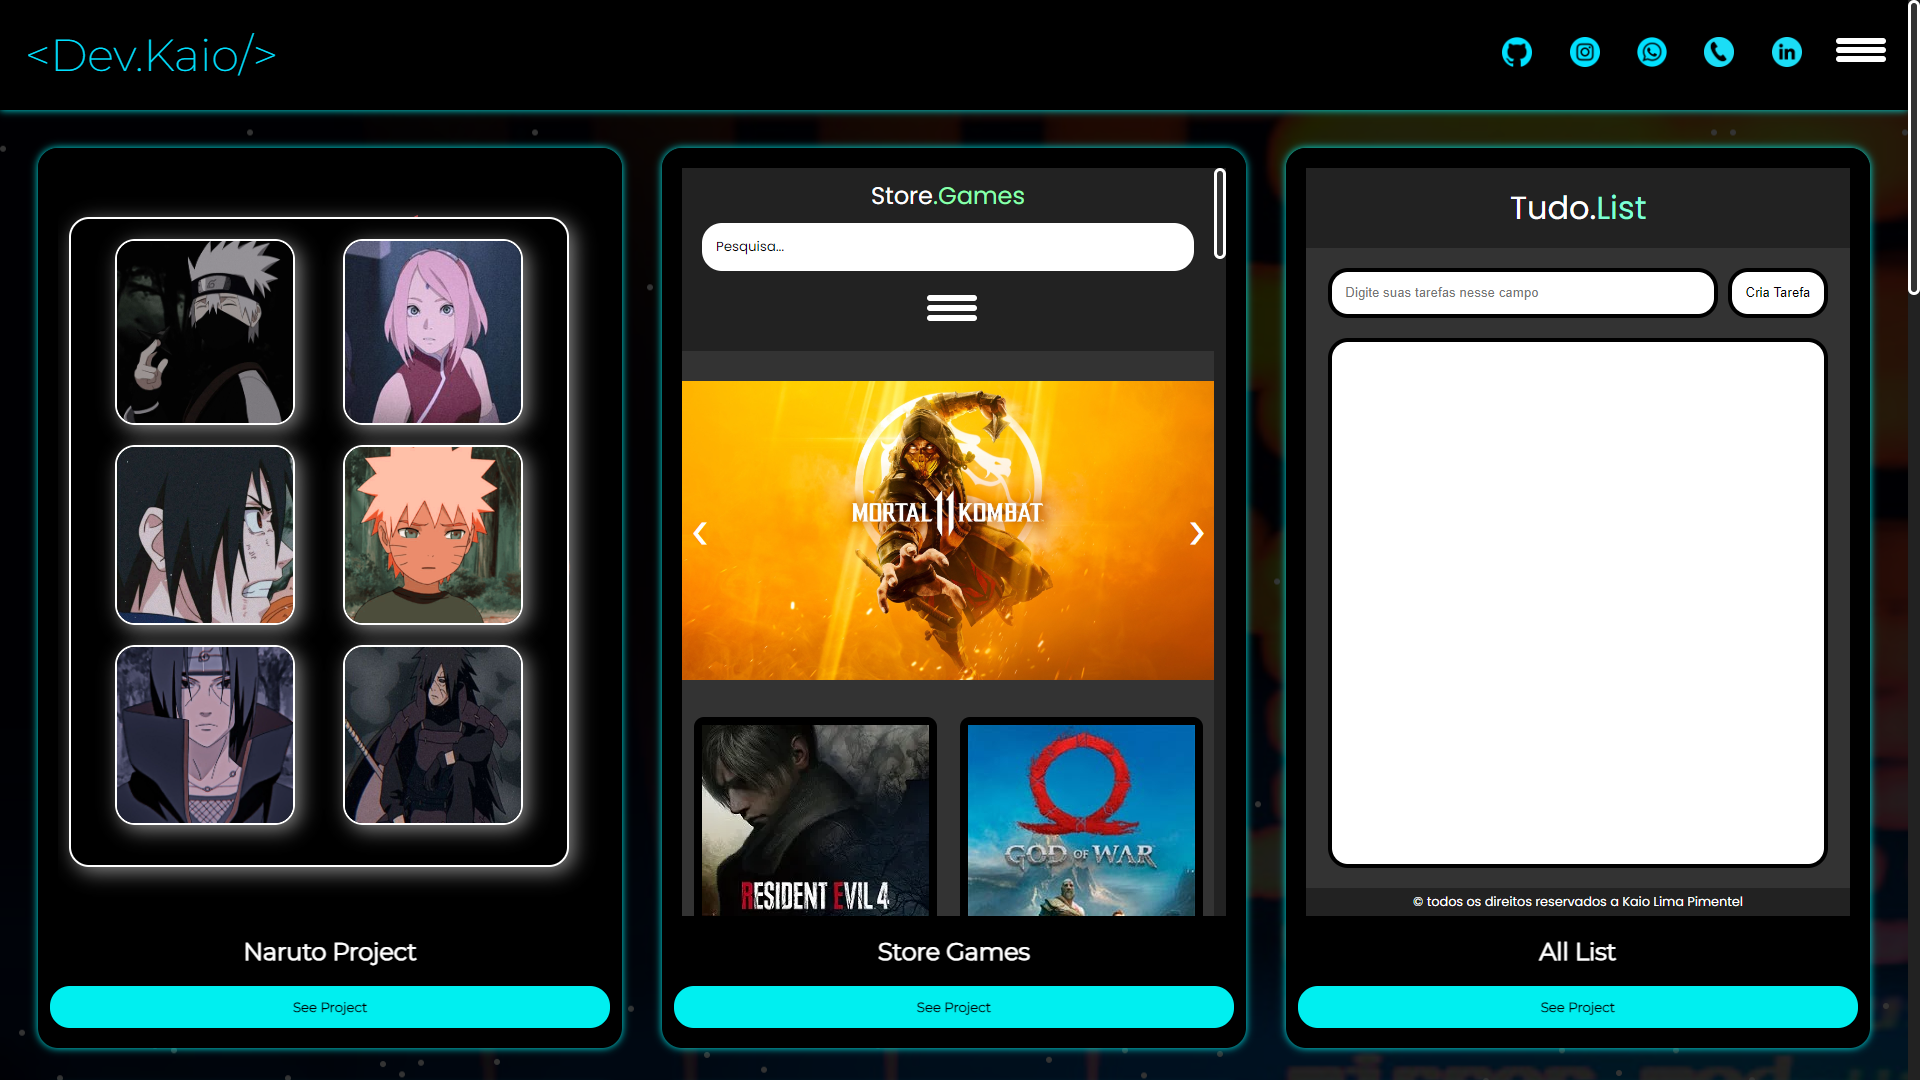 <Dev.Kaio/>
Store.Games
Pesquisa...
MORTAL 11 KOMBAT
RESIDENT EVIL 4
GOD OF WAR
Tudo.List
Digite suas tarefas nesse campo
Cria Tarefa
© todos os direitos reservados a Kaio Lima Pimentel
Naruto Project
Store Games
All List
See Project
See Project
See Project